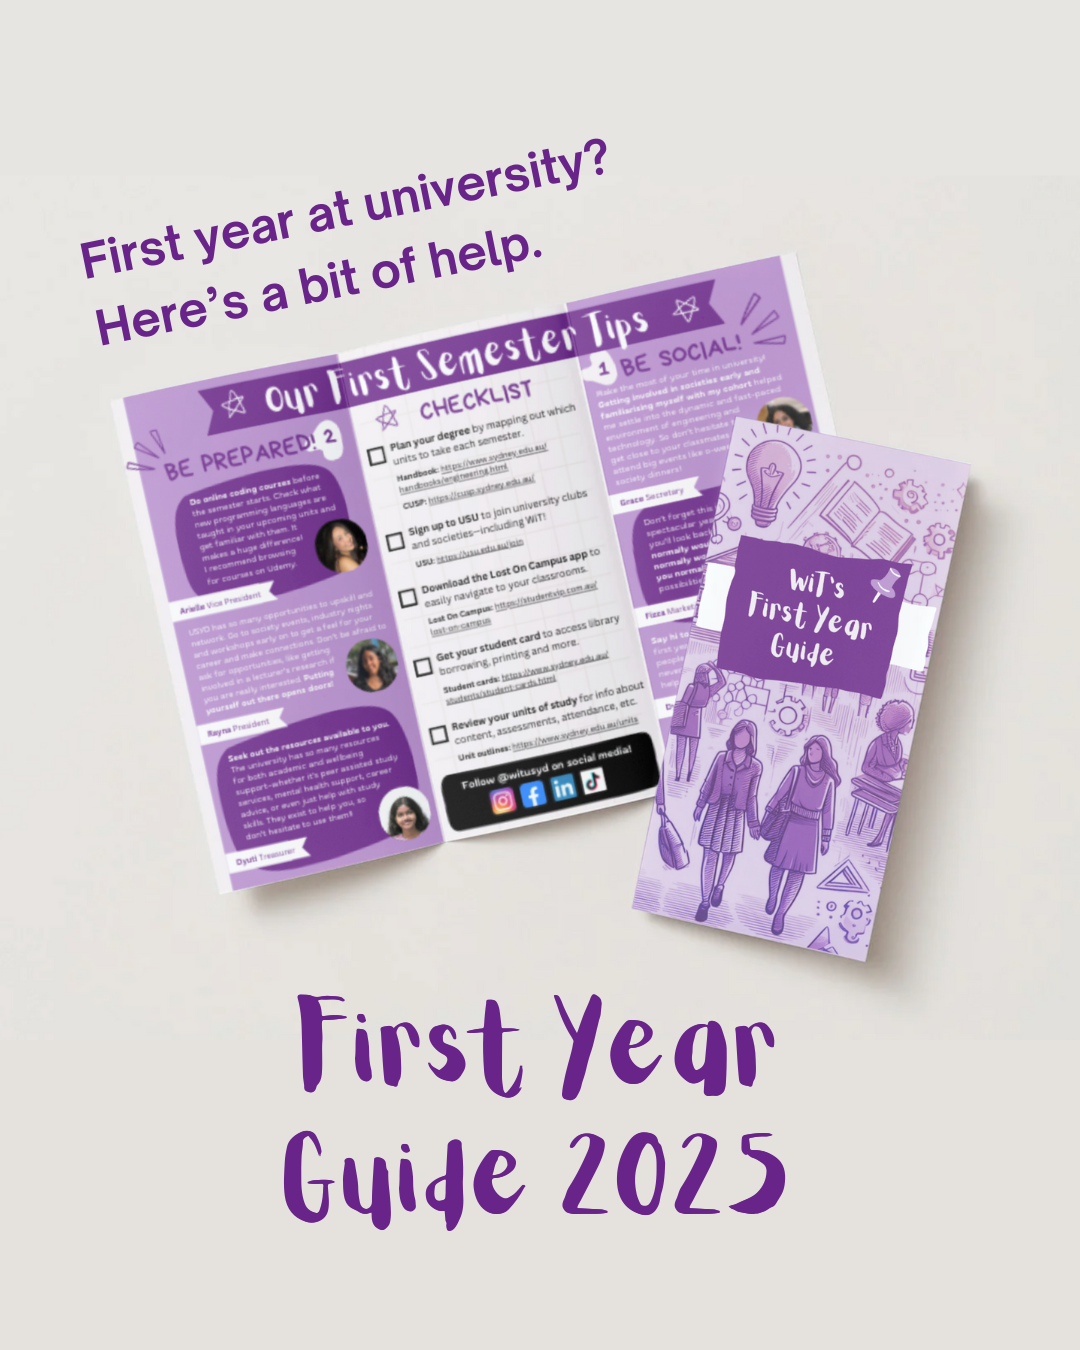 First year at university?
Here's a bit of help.
Our First Semester Tips
BE PREPARED! 2
Do online coding courses before
the semester starts. Check what
new programming languages are
taught in your upcoming units and
get familiar with them. It
makes a huge difference!
I recommend browsing
for courses on Udemy.
Arielle Vice President
USYD has so many opportunities to upskill and
network. Go to society events, industry nights
and workshops early on to get a feel for your
career and make connections. Don't be afraid to
ask for opportunities, like getting
involved in a lecturer's research if
you are really interested. Putting
yourself out there opens doors!
Rayna President
Seek out the resources available to you.
The university has so many resources
for both academic and wellbeing
support–whether it's peer assisted study
services, mental health support, career
advice, or even just help with study
skills. They exist to help you, so
don't hesitate to use them!!
Dyuti Treasurer
CHECKLIST
Plan your degree by mapping out which
units to take each semester.
Handbook: https://www.sydney.edu.au/
handbooks/engineering.html
CUSP: https://cusp.sydney.edu.au/
Sign up to USU to join university clubs
and societies—including WiT!
USU: https://usu.edu.au/join
Download the Lost On Campus app to
easily navigate to your classrooms.
Lost On Campus: https://studentvip.com.au/
lost-on-campus
Get your student card to access library
borrowing, printing and more.
Student cards: https://www.sydney.edu.au/
students/student-cards.html
Review your units of study for info about
content, assessments, attendance, etc.
Unit outlines: https://www.sydney.edu.au/units
Follow @witusyd on social media!
1 BE SOCIAL!
Make the most of your time in university!
Getting involved in societies early and
familiarising myself with my cohort helped
me settle into the dynamic and fast-paced
environment of engineering and
technology. So don't hesitate
get close to your classmates
attend big events like
society dinners!
Grace Secretary
Don't forget this
spectacular
you'll look back
normally
you
Fizza
Say hi to
first
people
WiT's
First Year
Guide
First Year
Guide 2025